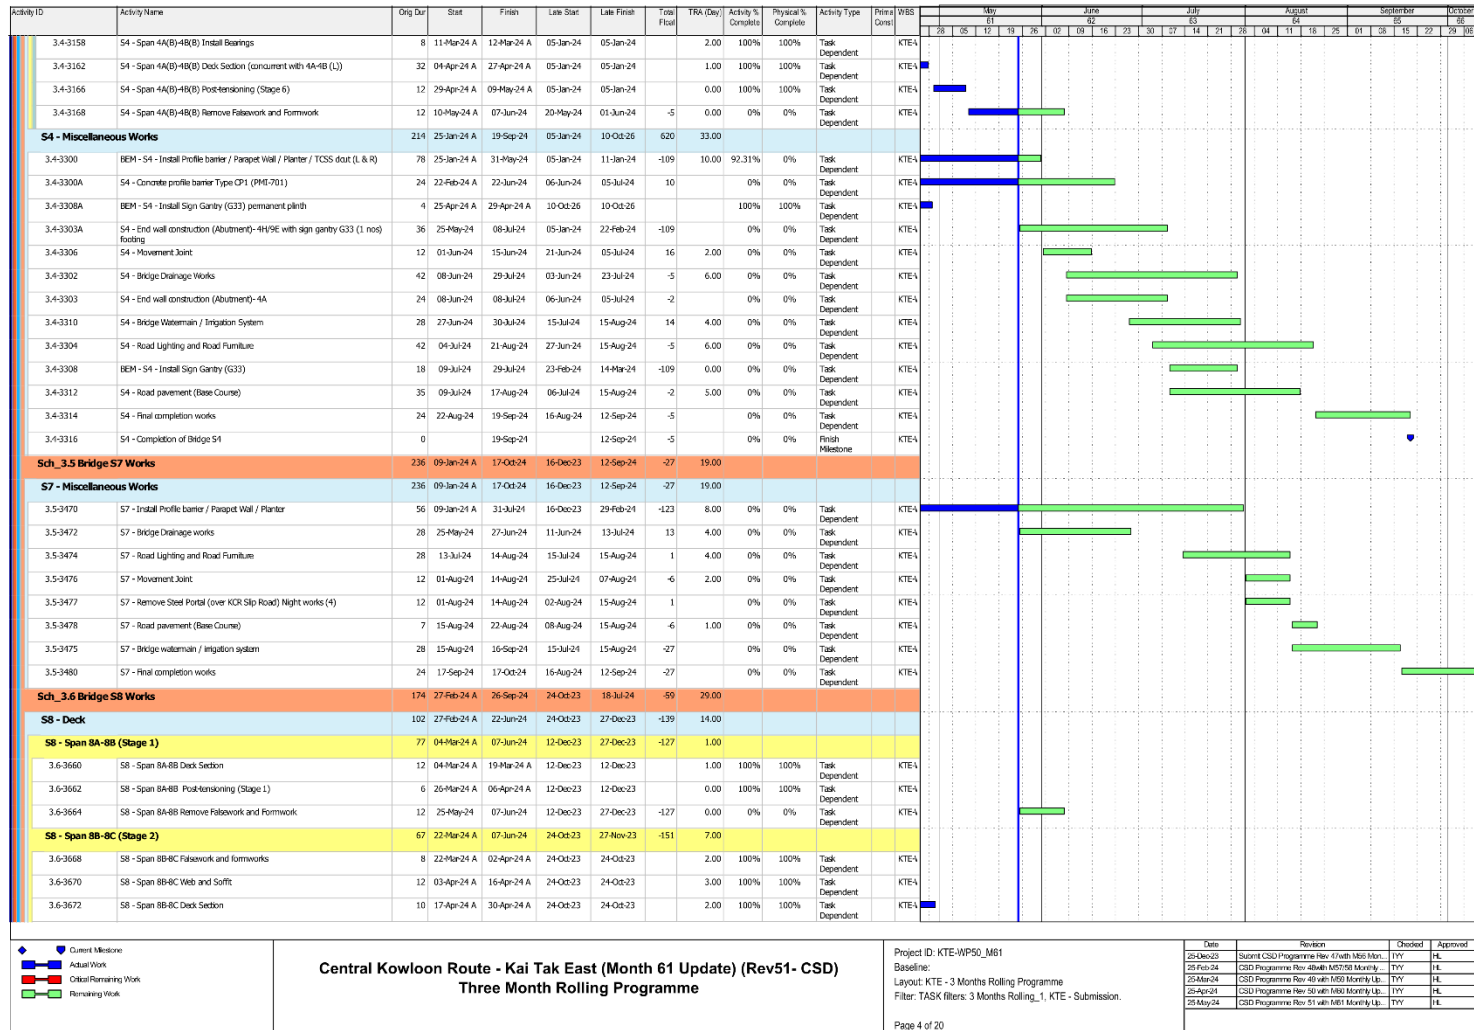 Activity ID Activity Name Orig Dur Start Finish Late Start Late Finish Total Float TRA (Day) Activity % Complete Physical % Complete Activity Type Prima Const WBS May June July August September October
61 62 63 64 65 66
28 05 12 19 26 02 09 16 23 30 07 14 21 28 04 11 18 25 01 08 15 22 29 06
3.4-3158 S4 - Span 4A(B)-4B(B) Install Bearings 8 11-Mar-24 A 12-Mar-24 A 05-Jan-24 05-Jan-24 2.00 100% 100% Task Dependent KTE-
3.4-3162 S4 - Span 4A(B)-4B(B) Deck Section (concurrent with 4A-4B (L)) 32 04-Apr-24 A 27-Apr-24 A 05-Jan-24 05-Jan-24 1.00 100% 100% Task Dependent KTE-
3.4-3166 S4 - Span 4A(B)-4B(B) Post-tensioning (Stage 6) 12 29-Apr-24 A 09-May-24 A 05-Jan-24 05-Jan-24 0.00 100% 100% Task Dependent KTE-
3.4-3168 S4 - Span 4A(B)-4B(B) Remove Falsework and Formwork 12 10-May-24 A 07-Jun-24 20-May-24 01-Jun-24 -5 0.00 0% 0% Task Dependent KTE-
S4 - Miscellaneous Works 214 25-Jan-24 A 19-Sep-24 05-Jan-24 10-Oct-26 620 33.00
3.4-3300 BEM - S4 - Install Profile barrier / Parapet Wall / Planter / TCSS dcut (L & R) 78 25-Jan-24 A 31-May-24 05-Jan-24 11-Jan-24 -109 10.00 92.31% 0% Task Dependent KTE-
3.4-3300A S4 - Concrete profile barrier Type CP1 (PMI-701) 24 22-Feb-24 A 22-Jun-24 06-Jun-24 05-Jul-24 10 0% 0% Task Dependent KTE-
3.4-3308A BEM - S4 - Install Sign Gantry (G33) permanent plinth 4 25-Apr-24 A 29-Apr-24 A 10-Oct-26 10-Oct-26 100% 100% Task Dependent KTE-
3.4-3303A S4 - End wall construction (Abutment)- 4H/9E with sign gantry G33 (1 nos) footing 36 25-May-24 08-Jul-24 05-Jan-24 22-Feb-24 -109 0% 0% Task Dependent KTE-
3.4-3306 S4 - Movement Joint 12 01-Jun-24 15-Jun-24 21-Jun-24 05-Jul-24 16 2.00 0% 0% Task Dependent KTE-
3.4-3302 S4 - Bridge Drainage Works 42 08-Jun-24 29-Jul-24 03-Jun-24 23-Jul-24 -5 6.00 0% 0% Task Dependent KTE-
3.4-3303 S4 - End wall construction (Abutment)- 4A 24 08-Jun-24 08-Jul-24 06-Jun-24 05-Jul-24 -2 0% 0% Task Dependent KTE-
3.4-3310 S4 - Bridge Watermain / Irrigation System 28 27-Jun-24 30-Jul-24 15-Jul-24 15-Aug-24 14 4.00 0% 0% Task Dependent KTE-
3.4-3304 S4 - Road Lighting and Road Furniture 42 04-Jul-24 21-Aug-24 27-Jun-24 15-Aug-24 -5 6.00 0% 0% Task Dependent KTE-
3.4-3308 BEM - S4 - Install Sign Gantry (G33) 18 09-Jul-24 29-Jul-24 23-Feb-24 14-Mar-24 -109 0.00 0% 0% Task Dependent KTE-
3.4-3312 S4 - Road pavement (Base Course) 35 09-Jul-24 17-Aug-24 06-Jul-24 15-Aug-24 -2 5.00 0% 0% Task Dependent KTE-
3.4-3314 S4 - Final completion works 24 22-Aug-24 19-Sep-24 16-Aug-24 12-Sep-24 -5 0% 0% Task Dependent KTE-
3.4-3316 S4 - Completion of Bridge S4 0 19-Sep-24 12-Sep-24 -5 0% 0% Finish Milestone KTE-
Sch_3.5 Bridge S7 Works 236 09-Jan-24 A 17-Oct-24 16-Dec-23 12-Sep-24 -27 19.00
S7 - Miscellaneous Works 236 09-Jan-24 A 17-Oct-24 16-Dec-23 12-Sep-24 -27 19.00
3.5-3470 S7 - Install Profile barrier / Parapet Wall / Planter 56 09-Jan-24 A 31-Jul-24 16-Dec-23 29-Feb-24 -123 8.00 0% 0% Task Dependent KTE-
3.5-3472 S7 - Bridge Drainage works 28 25-May-24 27-Jun-24 11-Jun-24 13-Jul-24 13 4.00 0% 0% Task Dependent KTE-
3.5-3474 S7 - Road Lighting and Road Furniture 28 13-Jul-24 14-Aug-24 15-Jul-24 15-Aug-24 1 4.00 0% 0% Task Dependent KTE-
3.5-3476 S7 - Movement Joint 12 01-Aug-24 14-Aug-24 25-Jul-24 07-Aug-24 -6 2.00 0% 0% Task Dependent KTE-
3.5-3477 S7 - Remove Steel Portal (over KCR Slip Road) Night works (4) 12 01-Aug-24 14-Aug-24 02-Aug-24 15-Aug-24 1 0% 0% Task Dependent KTE-
3.5-3478 S7 - Road pavement (Base Course) 7 15-Aug-24 22-Aug-24 08-Aug-24 15-Aug-24 -6 1.00 0% 0% Task Dependent KTE-
3.5-3475 S7 - Bridge watermain / irrigation system 28 15-Aug-24 16-Sep-24 15-Jul-24 15-Aug-24 -27 0% 0% Task Dependent KTE-
3.5-3480 S7 - Final completion works 24 17-Sep-24 17-Oct-24 16-Aug-24 12-Sep-24 -27 0% 0% Task Dependent KTE-
Sch_3.6 Bridge S8 Works 174 27-Feb-24 A 26-Sep-24 24-Oct-23 18-Jul-24 -59 29.00
S8 - Deck 102 27-Feb-24 A 22-Jun-24 24-Oct-23 27-Dec-23 -139 14.00
S8 - Span 8A-8B (Stage 1) 77 04-Mar-24 A 07-Jun-24 12-Dec-23 27-Dec-23 -127 1.00
3.6-3660 S8 - Span 8A-8B Deck Section 12 04-Mar-24 A 19-Mar-24 A 12-Dec-23 12-Dec-23 1.00 100% 100% Task Dependent
3.6-3662 S8 - Span 8A-8B Post-tensioning (Stage 1) 6 26-Mar-24 A 06-Apr-24 A 12-Dec-23 12-Dec-23 0.00 100% 100% Task Dependent KTE-
3.6-3664 S8 - Span 8A-8B Remove Falsework and Formwork 12 25-May-24 07-Jun-24 12-Dec-23 27-Dec-23 -127 0.00 0% 0% Task Dependent KTE-
S8 - Span 8B-8C (Stage 2) 67 22-Mar-24 A 07-Jun-24 24-Oct-23 27-Nov-23 -151 7.00
3.6-3668 S8 - Span 8B-8C Falsework and formworks 8 22-Mar-24 A 02-Apr-24 A 24-Oct-23 24-Oct-23 2.00 100% 100% Task Dependent KTE-
3.6-3670 S8 - Span 8B-8C Web and Soffit 12 03-Apr-24 A 16-Apr-24 A 24-Oct-23 24-Oct-23 3.00 100% 100% Task Dependent KTE-
3.6-3672 S8 - Span 8B-8C Deck Section 10 17-Apr-24 A 30-Apr-24 A 24-Oct-23 24-Oct-23 2.00 100% 100% Task Dependent KTE-
Current Milestone
Actual Work
Critical Remaining Work
Remaining Work
Central Kowloon Route - Kai Tak East (Month 61 Update) (Rev51- CSD)
Three Month Rolling Programme
Project ID: KTE-WP50_M61
Baseline:
Layout: KTE - 3 Months Rolling Programme
Filter: TASK filters: 3 Months Rolling_1, KTE - Submission.
Page 4 of 20
Date Revision Checked Approved
25-Dec-23 Submit CSD Programme Rev 47with M56 Mon... TYY HL
25-Feb-24 CSD Programme Rev 48with M57/58 Monthly ... TYY HL
25-Mar-24 CSD Programme Rev 49 with M59 Monthly Up... TYY HL
25-Apr-24 CSD Programme Rev 50 with M60 Monthly Up... TYY HL
25-May-24 CSD Programme Rev 51 with M61 Monthly Up... TYY HL